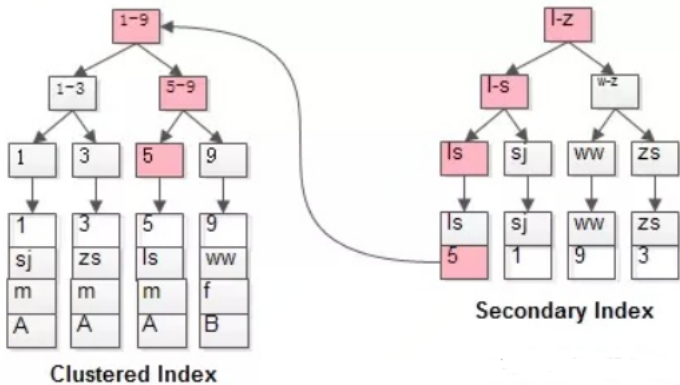 1-9
l-z
1-3
5-9
l-s
w-z
1
3
5
9
ls
sj
ww
zs
1
3
5
9
ls
sj
ww
zs
sj
zs
ls
ww
5
1
9
3
m
m
m
f
A
A
A
B
Secondary Index
Clustered Index